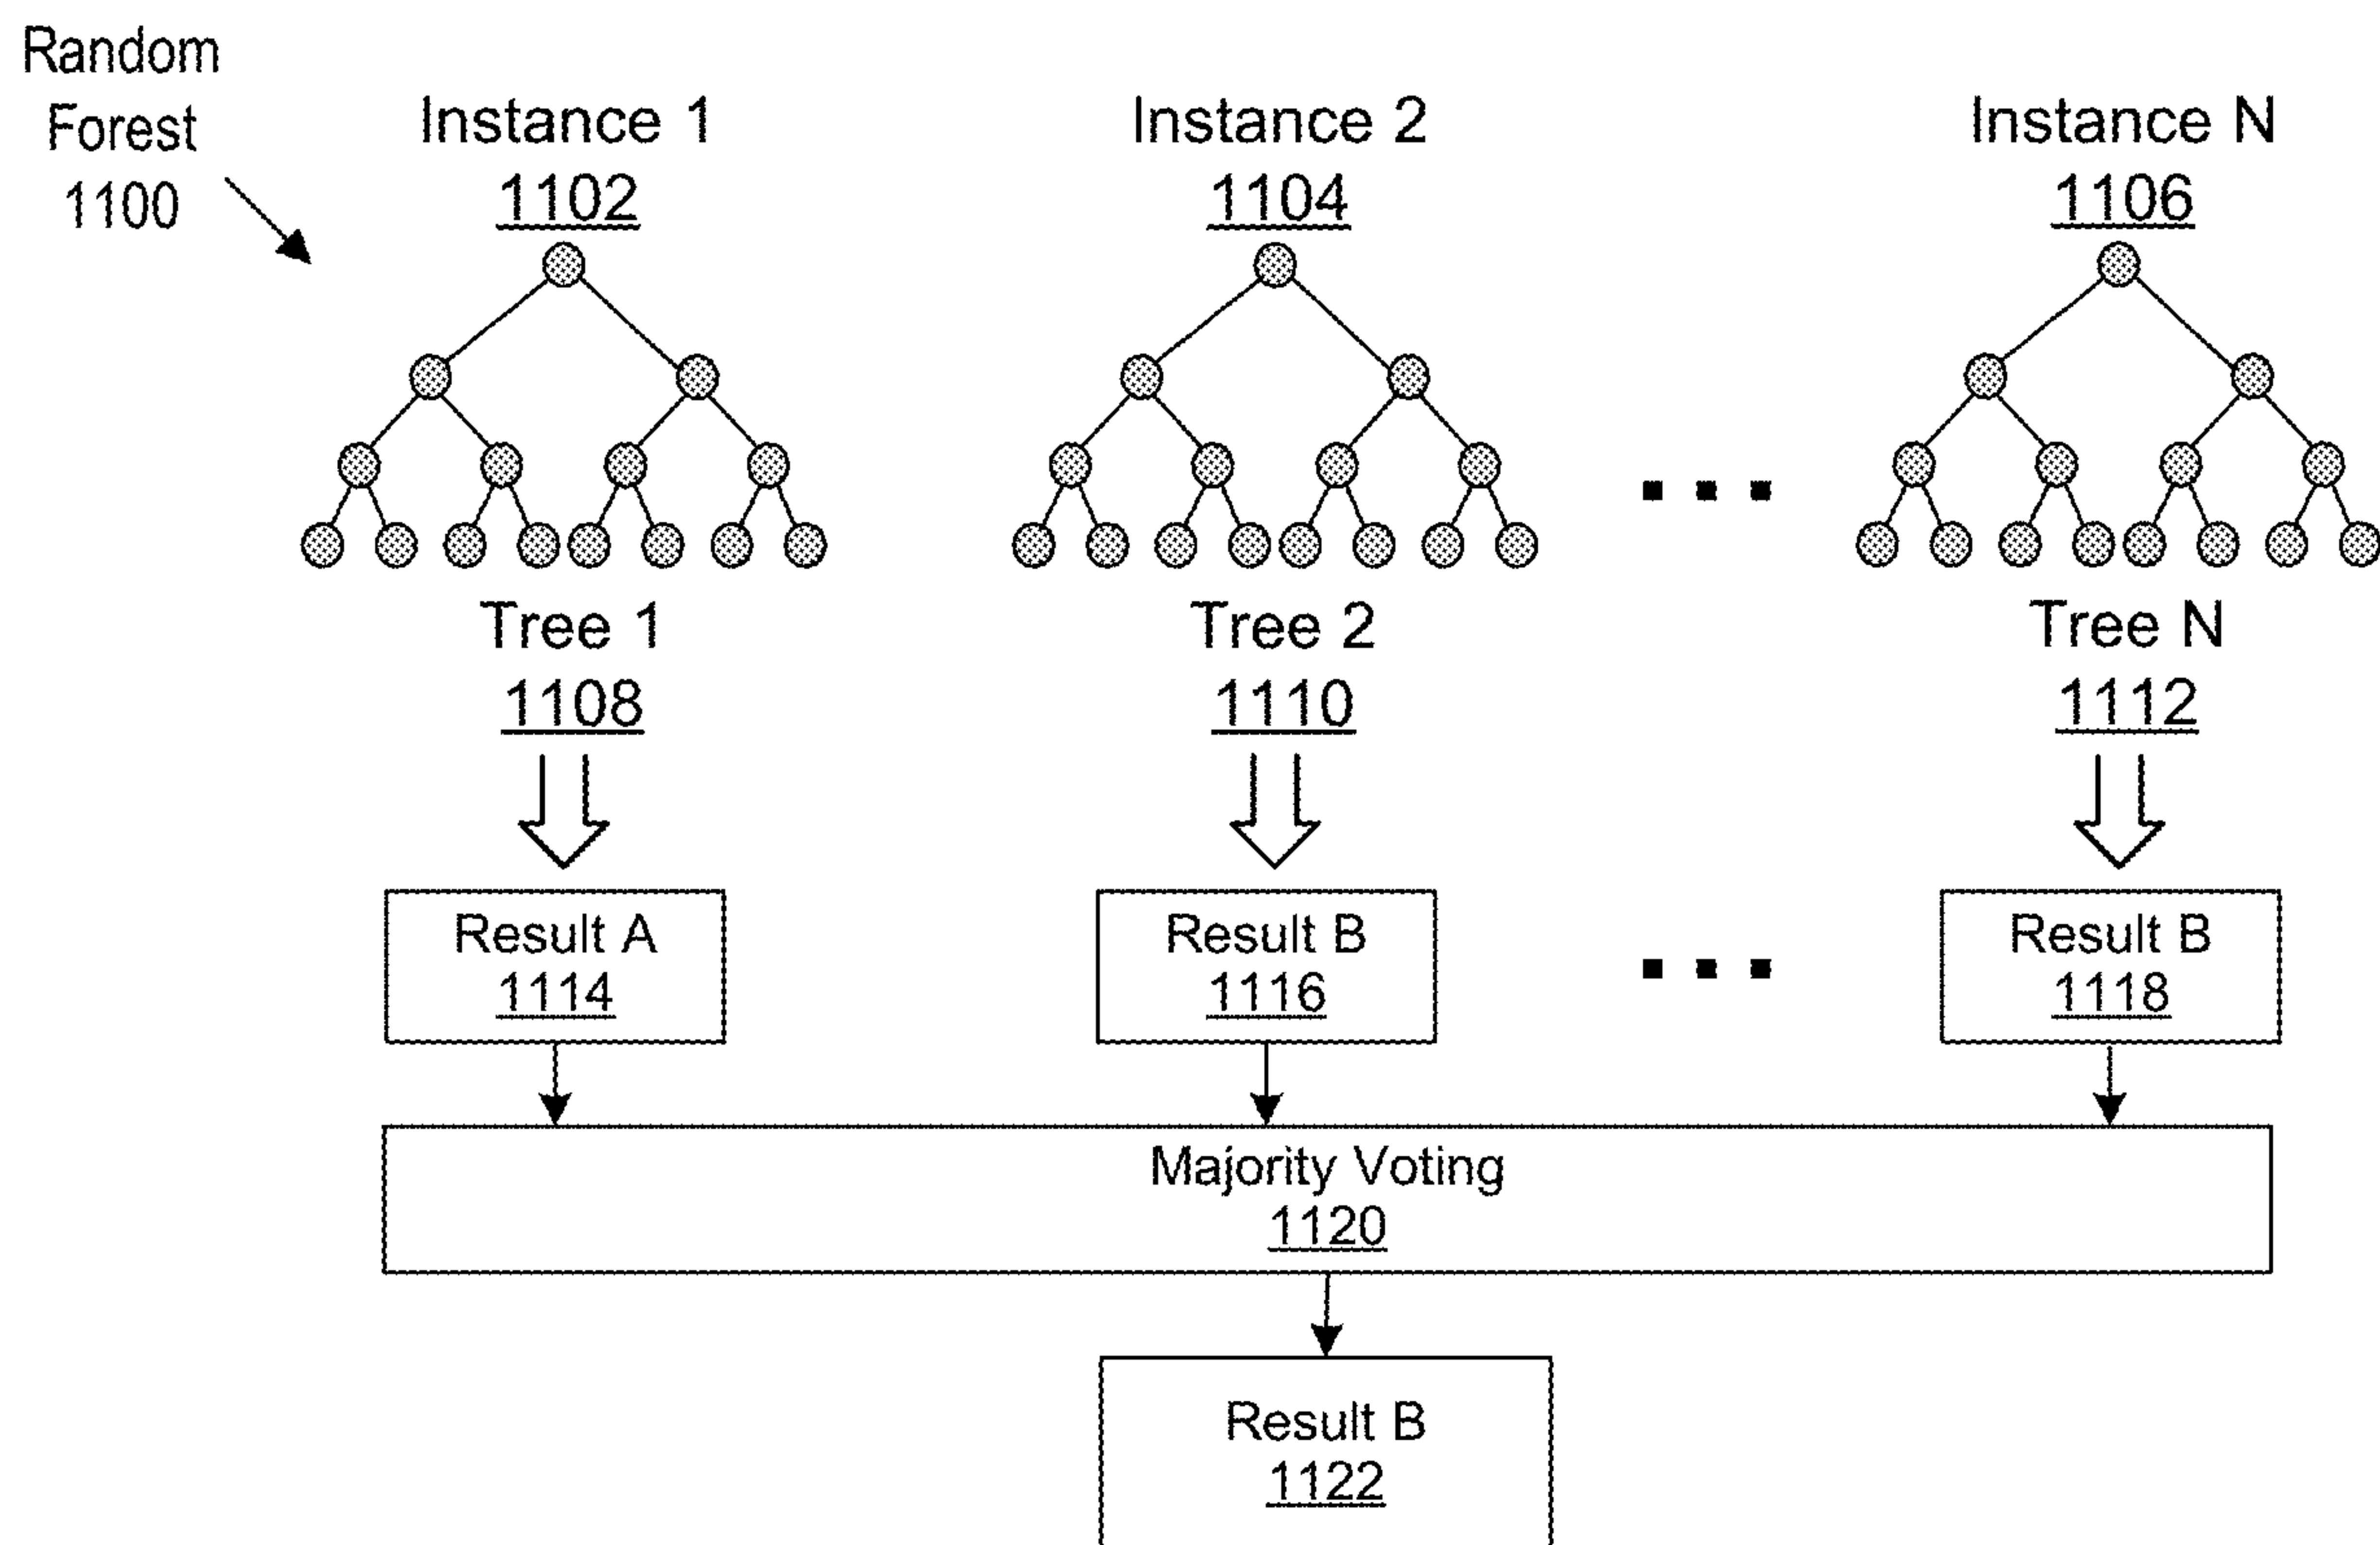 Random
Forest
1100
Instance 1
1102
Instance 2
1104
Instance N
1106
Tree 1
1108
Tree 2
1110
Tree N
1112
Result A
1114
Result B
1116
Result B
1118
Majority Voting
1120
Result B
1122